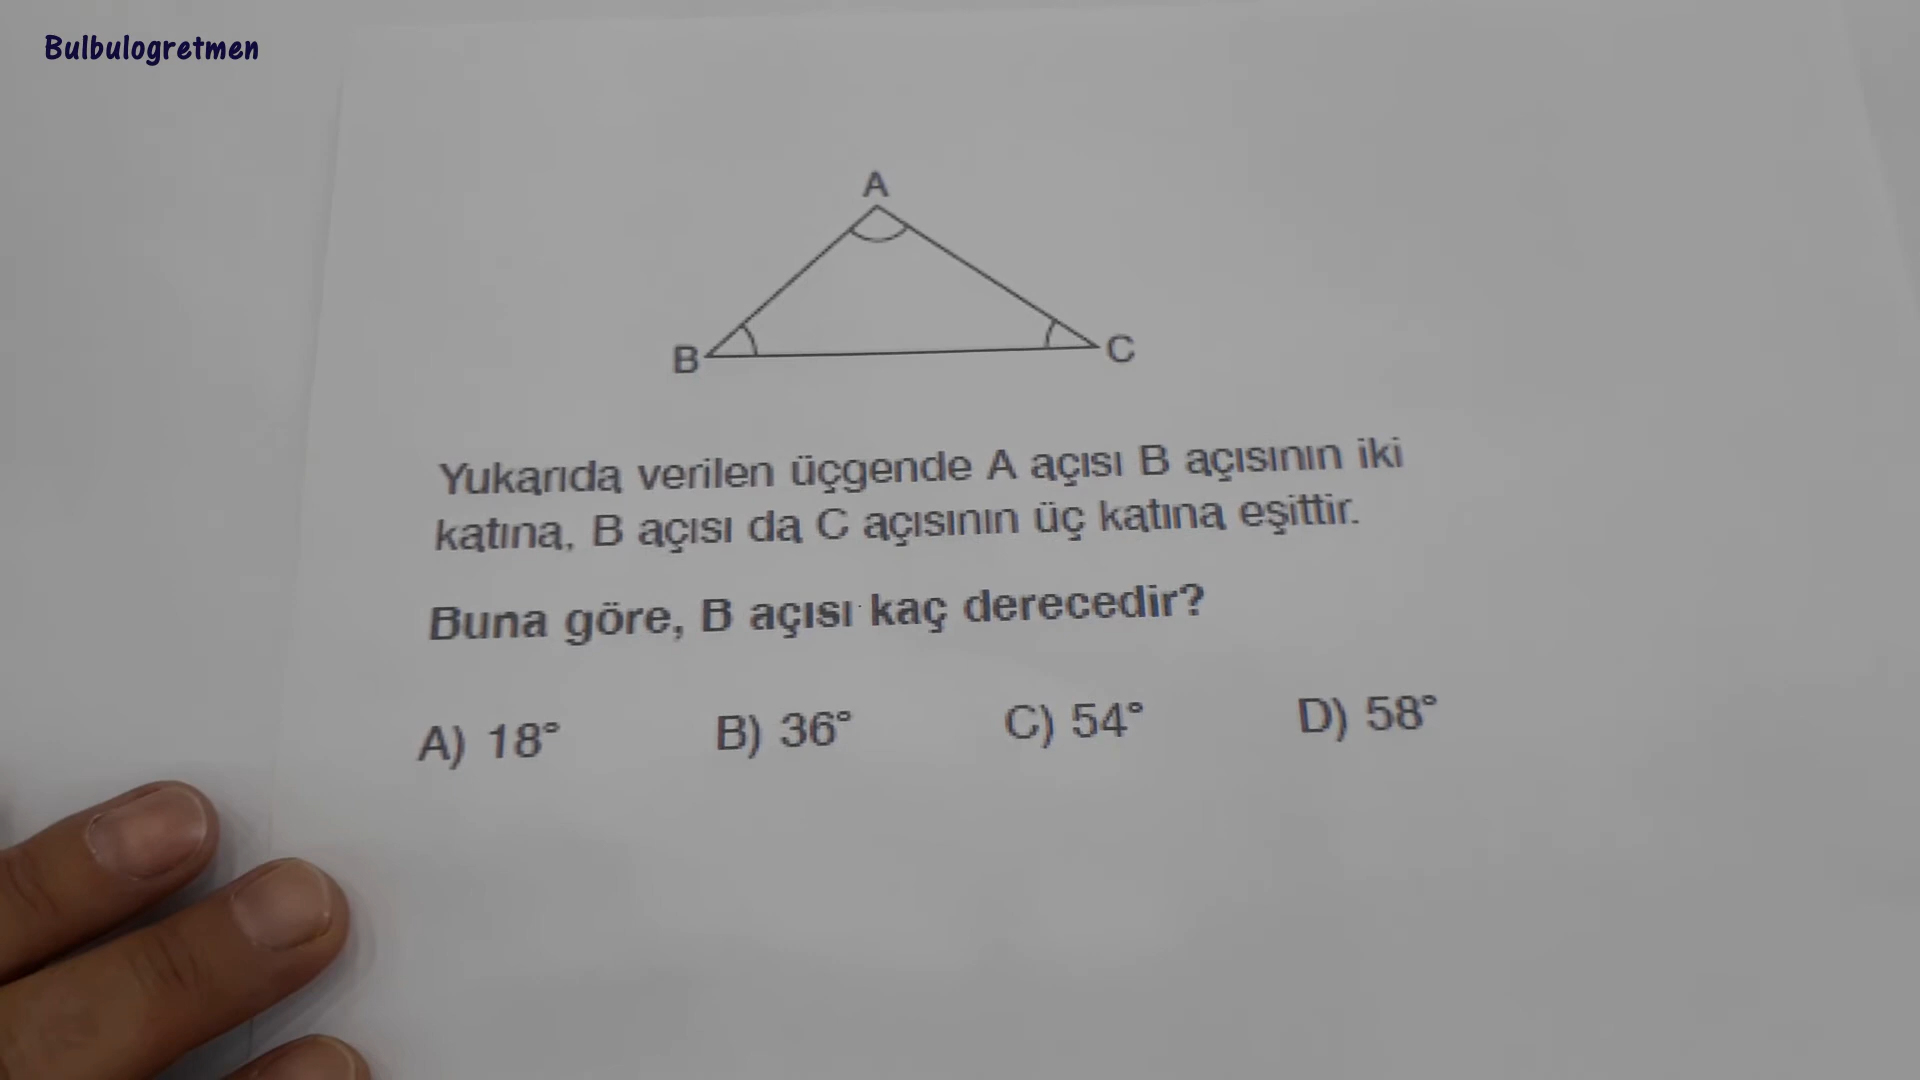 Bulbulogretmen
A
B
C
Yukarıda verilen üçgende A açısı B açısının iki
katına, B açısı da C açısının üç katına eşittir.
Buna göre, B açısı kaç derecedir?
A) 18° B) 36° C) 54° D) 58°